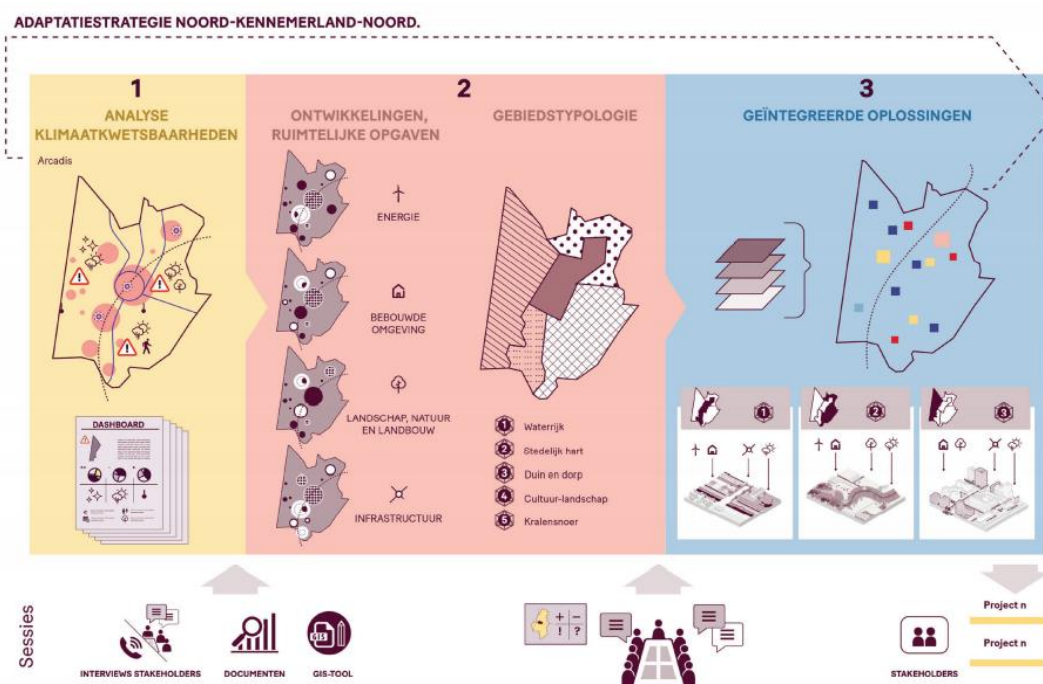 ADAPTATIESTRATEGIE NOORD-KENNEMERLAND-NOORD.
1
ANALYSE
KLIMAATKWETSBAARHEDEN
Arcadis
DASHBOARD
2
ONTWIKKELINGEN,
RUIMTELIJKE OPGAVEN
ENERGIE
BEBOUWDE
OMGEVING
LANDSCHAP, NATUUR
EN LANDBOUW
INFRASTRUCTUUR
GEBIEDSTYPOLOGIE
1 Waterrijk
2 Stedelijk hart
3 Duin en dorp
4 Cultuur-landschap
5 Kralensnoer
3
GEÏNTEGREERDE OPLOSSINGEN
1
2
3
Sessies
INTERVIEWS STAKEHOLDERS
DOCUMENTEN
GIS
GIS-TOOL
+ −
! ?
STAKEHOLDERS
Project n
Project n